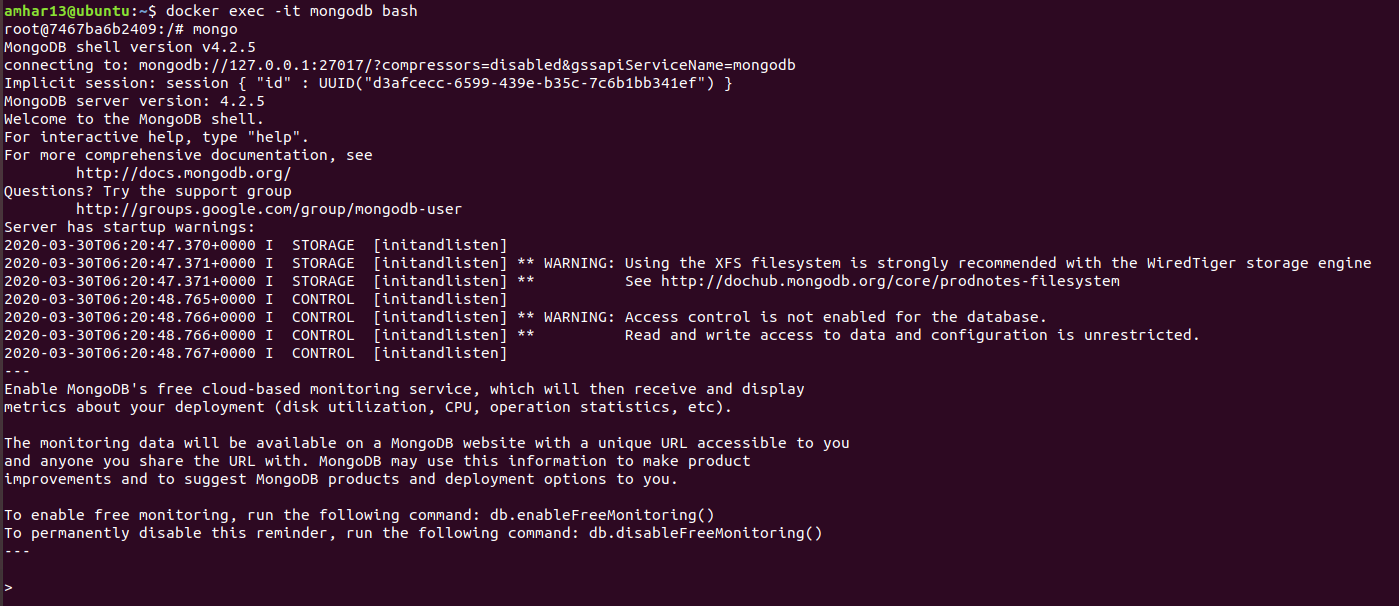 amhar13@ubuntu:~$ docker exec -it mongodb bash
root@7467ba6b2409:/# mongo
MongoDB shell version v4.2.5
connecting to: mongodb://127.0.0.1:27017/?compressors=disabled&gssapiServiceName=mongodb
Implicit session: session { "id" : UUID("d3afcecc-6599-439e-b35c-7c6b1bb341ef") }
MongoDB server version: 4.2.5
Welcome to the MongoDB shell.
For interactive help, type "help".
For more comprehensive documentation, see
        http://docs.mongodb.org/
Questions? Try the support group
        http://groups.google.com/group/mongodb-user
Server has startup warnings:
2020-03-30T06:20:47.370+0000 I  STORAGE  [initandlisten]
2020-03-30T06:20:47.371+0000 I  STORAGE  [initandlisten] ** WARNING: Using the XFS filesystem is strongly recommended with the WiredTiger storage engine
2020-03-30T06:20:47.371+0000 I  STORAGE  [initandlisten] **          See http://dochub.mongodb.org/core/prodnotes-filesystem
2020-03-30T06:20:48.765+0000 I  CONTROL  [initandlisten]
2020-03-30T06:20:48.766+0000 I  CONTROL  [initandlisten] ** WARNING: Access control is not enabled for the database.
2020-03-30T06:20:48.766+0000 I  CONTROL  [initandlisten] **          Read and write access to data and configuration is unrestricted.
2020-03-30T06:20:48.767+0000 I  CONTROL  [initandlisten]
---
Enable MongoDB's free cloud-based monitoring service, which will then receive and display
metrics about your deployment (disk utilization, CPU, operation statistics, etc).

The monitoring data will be available on a MongoDB website with a unique URL accessible to you
and anyone you share the URL with. MongoDB may use this information to make product
improvements and to suggest MongoDB products and deployment options to you.

To enable free monitoring, run the following command: db.enableFreeMonitoring()
To permanently disable this reminder, run the following command: db.disableFreeMonitoring()
---

>